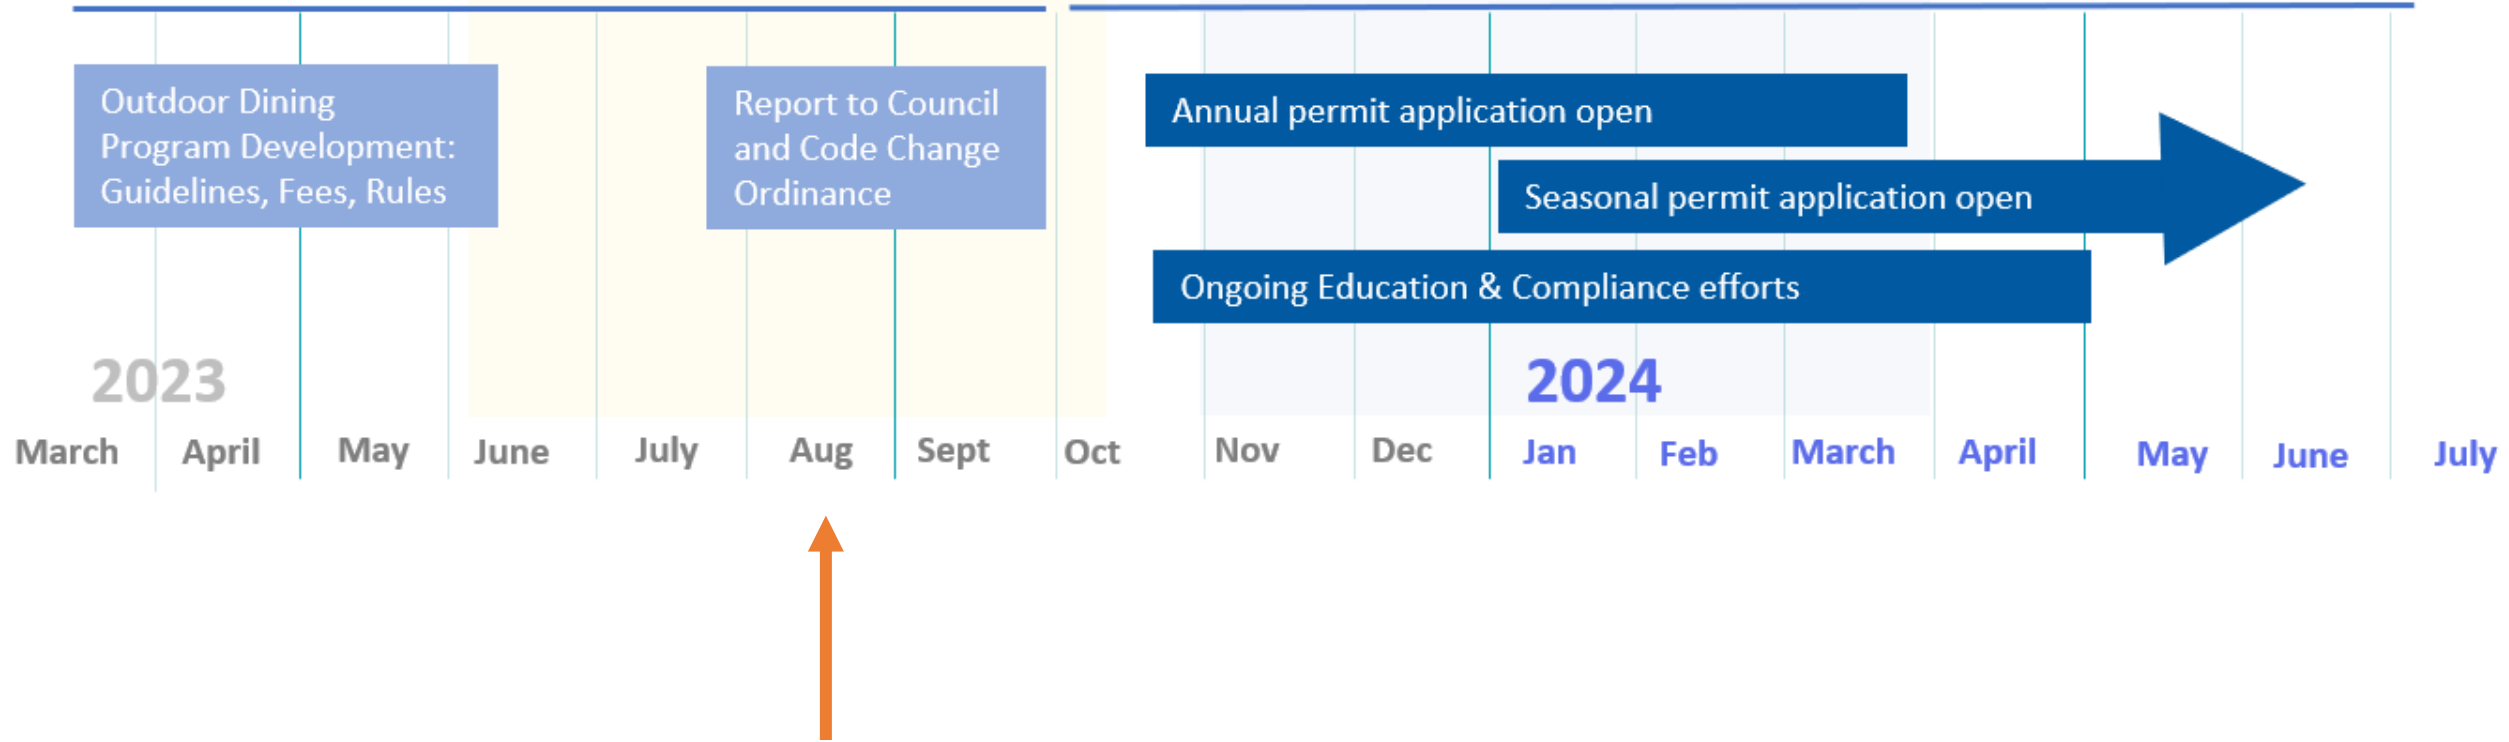 Outdoor Dining
Program Development:
Guidelines, Fees, Rules
Report to Council
and Code Change
Ordinance
Annual permit application open
Seasonal permit application open
Ongoing Education & Compliance efforts
2023
2024
March April May June July Aug Sept Oct Nov Dec Jan Feb March April May June July